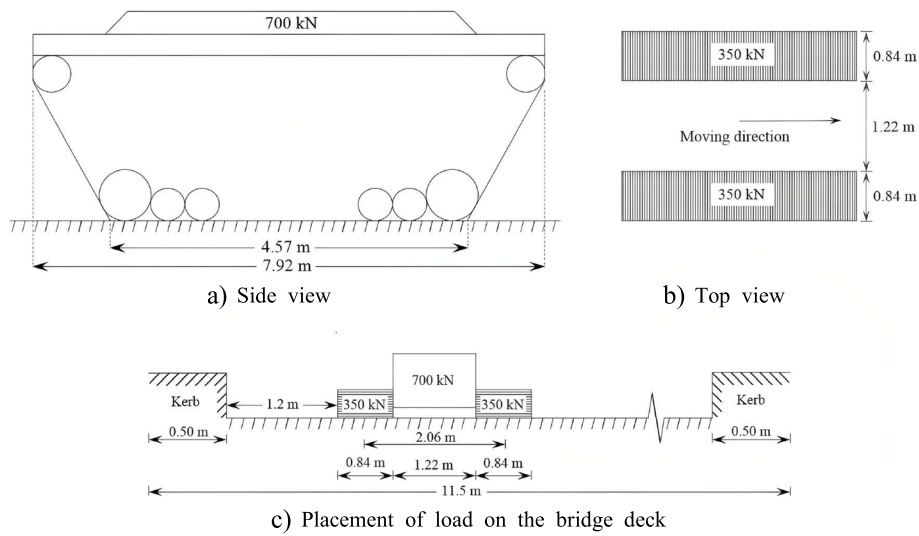 700 kN
4.57 m
7.92 m
a) Side view
350 kN
0.84 m
1.22 m
Moving direction
350 kN
0.84 m
b) Top view
Kerb
700 kN
Kerb
1.2 m
350 kN
350 kN
0.50 m
2.06 m
0.50 m
0.84 m
1.22 m
0.84 m
11.5 m
c) Placement of load on the bridge deck